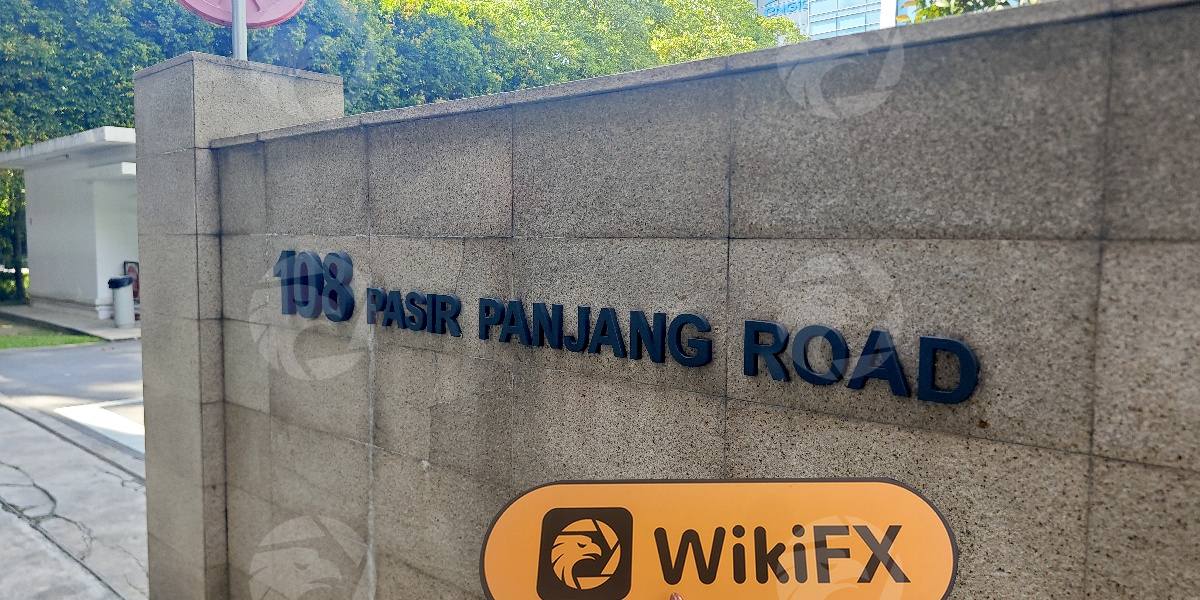 108 PASIR PANJANG ROAD
WikiFX